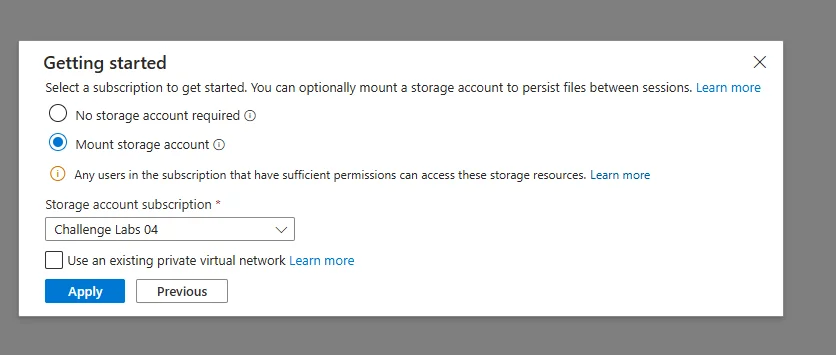 Getting started
Select a subscription to get started. You can optionally mount a storage account to persist files between sessions. Learn more
No storage account required
Mount storage account
Any users in the subscription that have sufficient permissions can access these storage resources. Learn more
Storage account subscription *
Challenge Labs 04
Use an existing private virtual network Learn more
Apply Previous